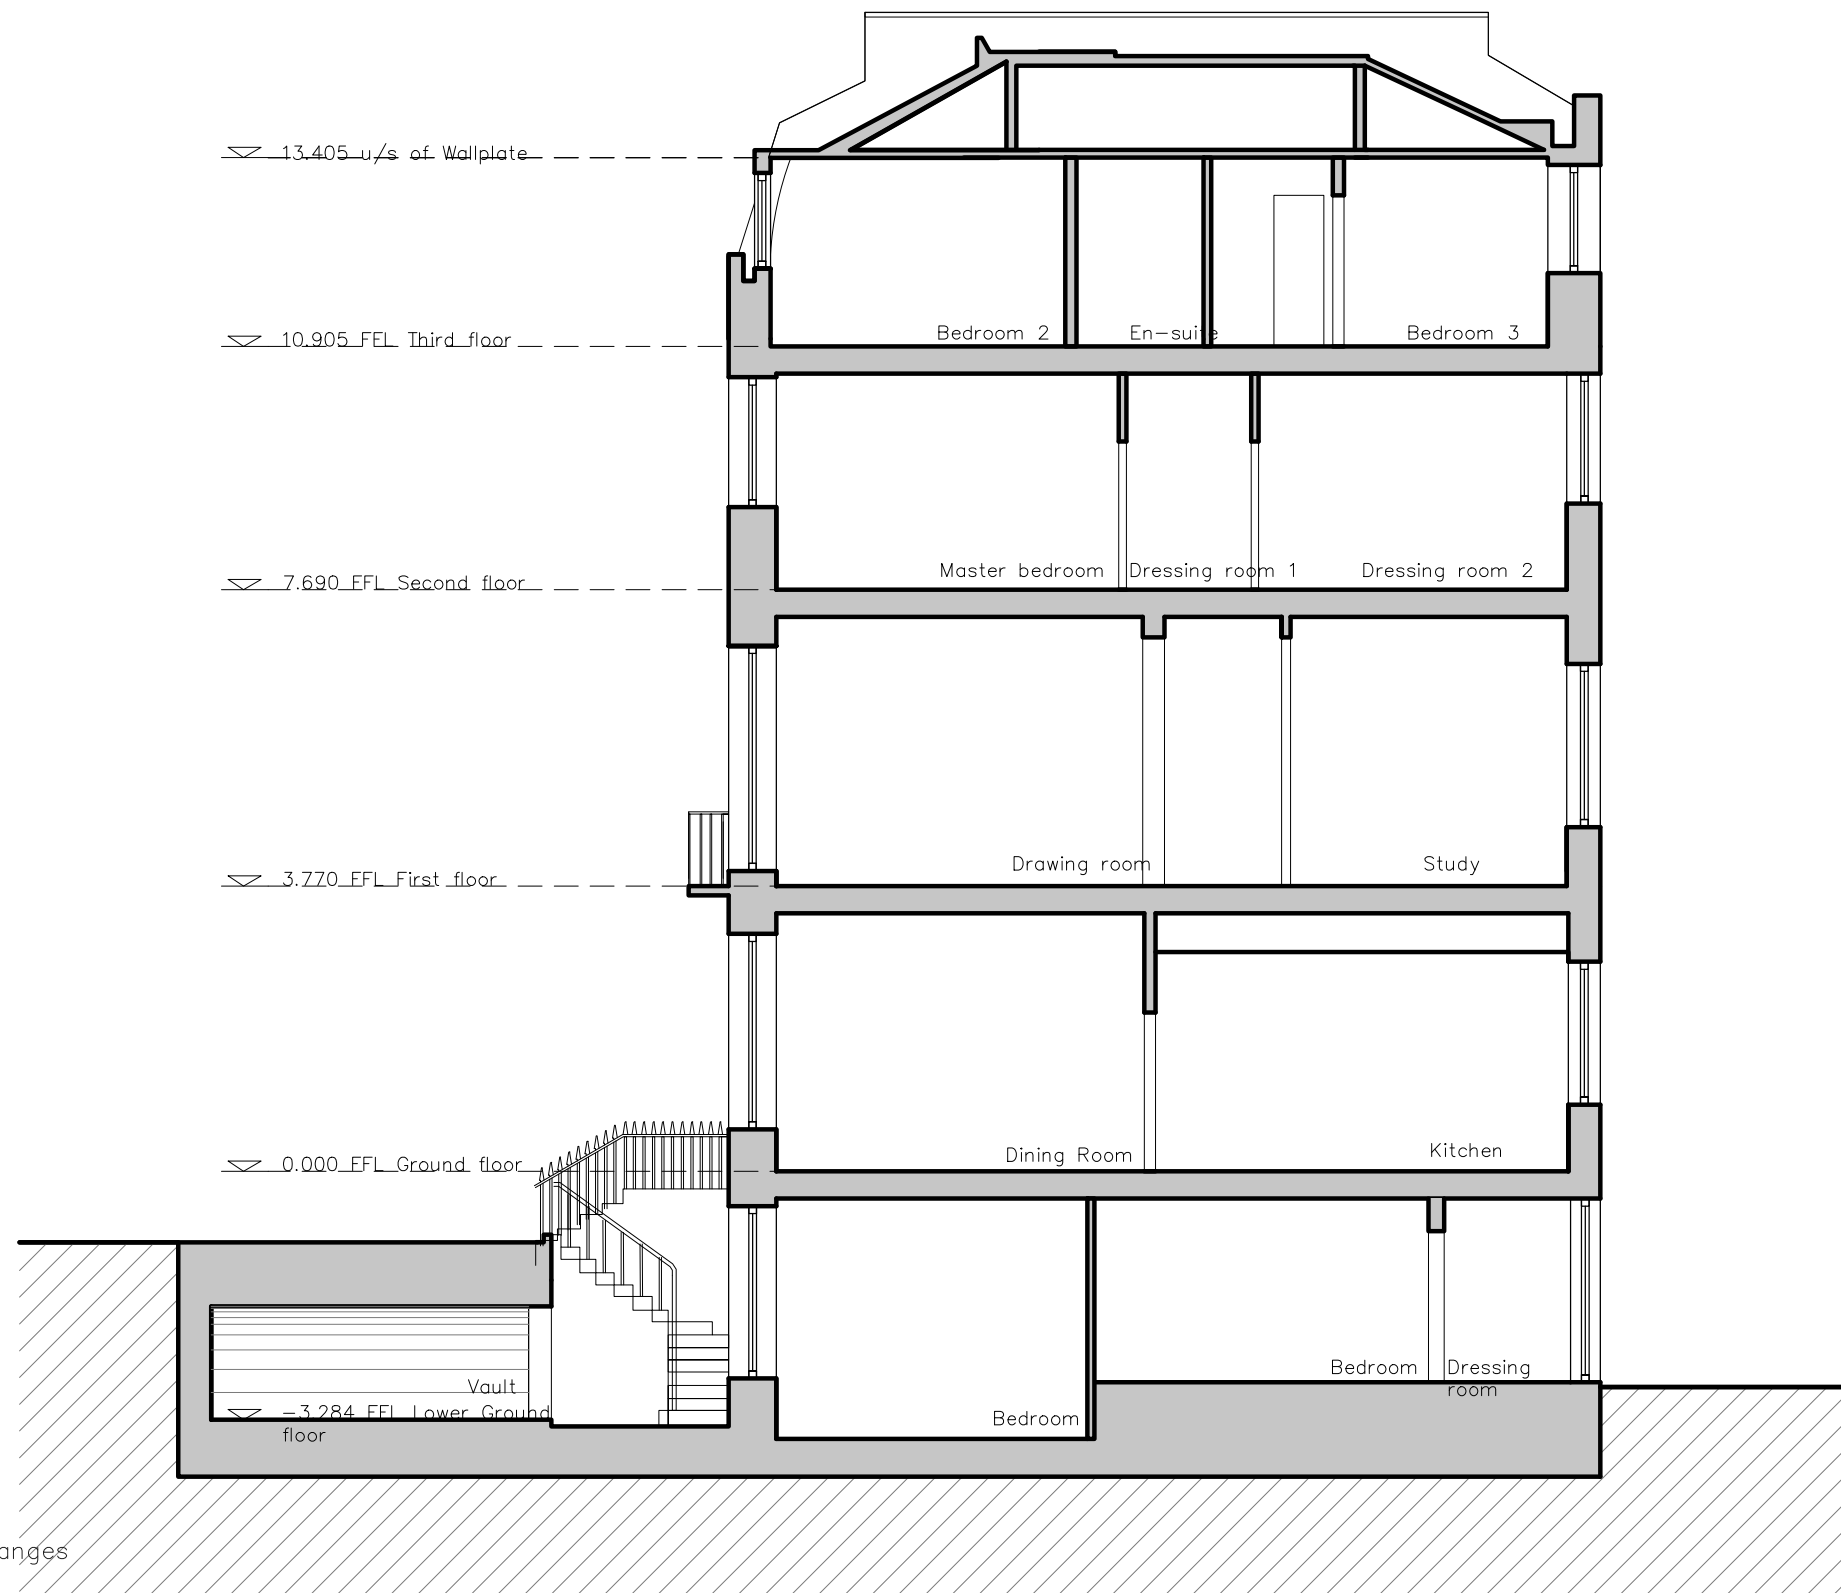 13.405 u/s of Wallplate
10.905 FFL Third floor
Bedroom 2
En-suite
Bedroom 3
7.690 FFL Second floor
Master bedroom
Dressing room 1
Dressing room 2
3.770 FFL First floor
Drawing room
Study
0.000 FFL Ground floor
Dining Room
Kitchen
Vault
-3.284 FFL Lower Ground
floor
Bedroom
Bedroom
Dressing
room
anges